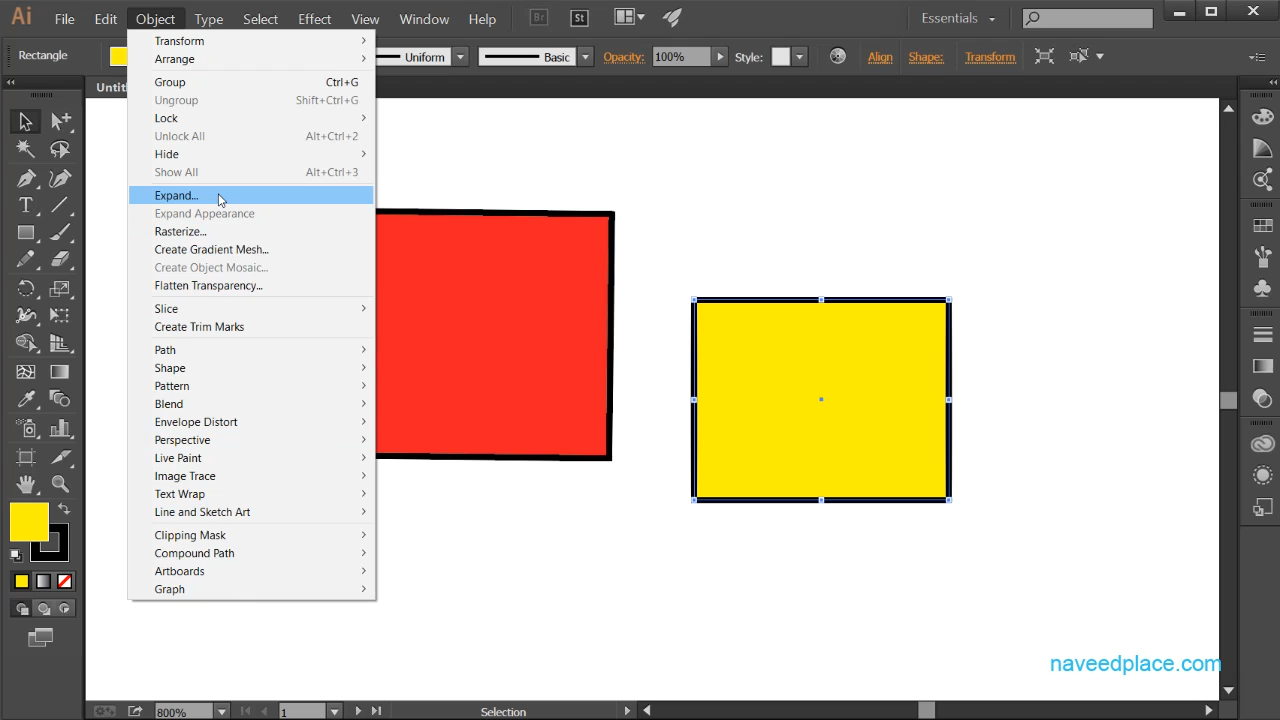 Ai File Edit Object Type Select Effect View Window Help Br St Essentials
Rectangle Uniform Basic Opacity: 100% Style: Align Shape: Transform
Untit
Transform
Arrange
Group Ctrl+G
Ungroup Shift+Ctrl+G
Lock
Unlock All Alt+Ctrl+2
Hide
Show All Alt+Ctrl+3
Expand...
Expand Appearance
Rasterize...
Create Gradient Mesh...
Create Object Mosaic...
Flatten Transparency...
Slice
Create Trim Marks
Path
Shape
Pattern
Blend
Envelope Distort
Perspective
Live Paint
Image Trace
Text Wrap
Line and Sketch Art
Clipping Mask
Compound Path
Artboards
Graph
naveedplace.com
800% 1 Selection